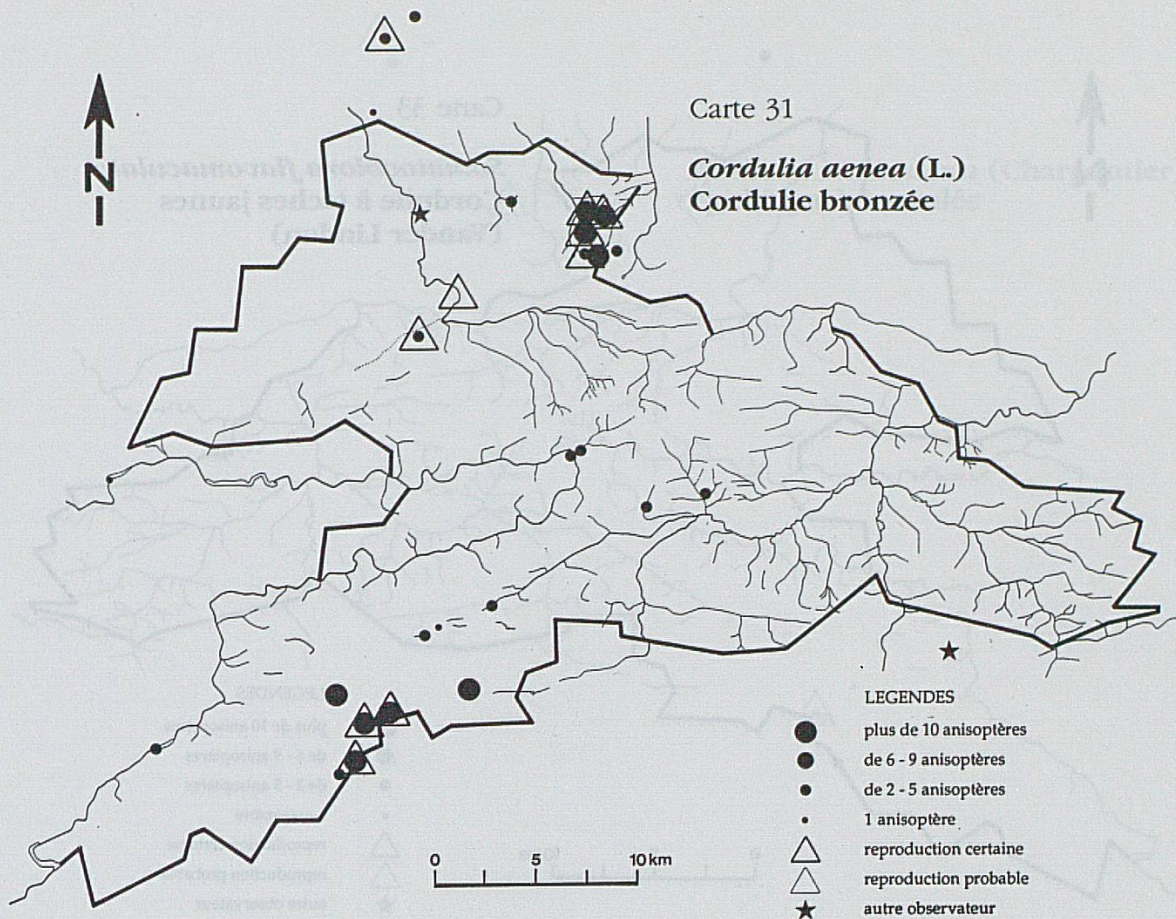 Carte 31
Cordulia aenea (L.)
Cordulie bronzée
N
LEGENDES
plus de 10 anisoptères
de 6 - 9 anisoptères
de 2 - 5 anisoptères
1 anisoptère
reproduction certaine
reproduction probable
autre observateur
0 5 10 km